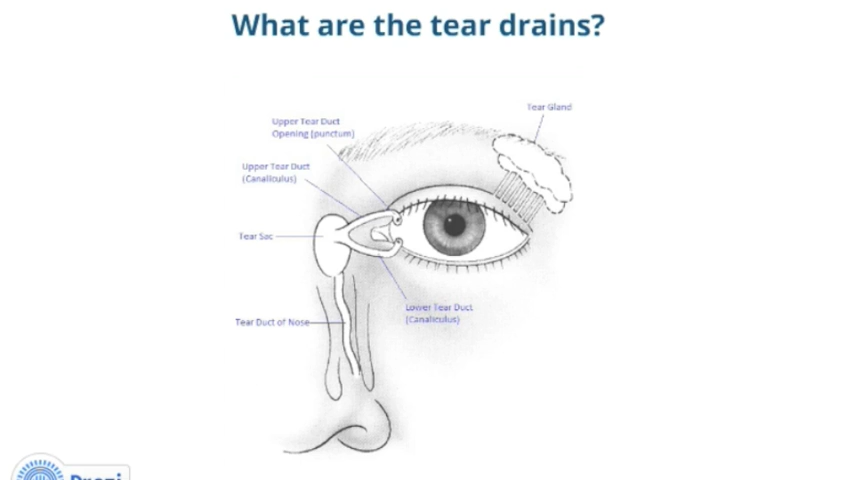 What are the tear drains?
Tear Gland
Upper Tear Duct
Opening (punctum)
Upper Tear Duct
(Canaliculus)
Tear Sac
Lower Tear Duct
(Canaliculus)
Tear Duct of Nose
Prezi